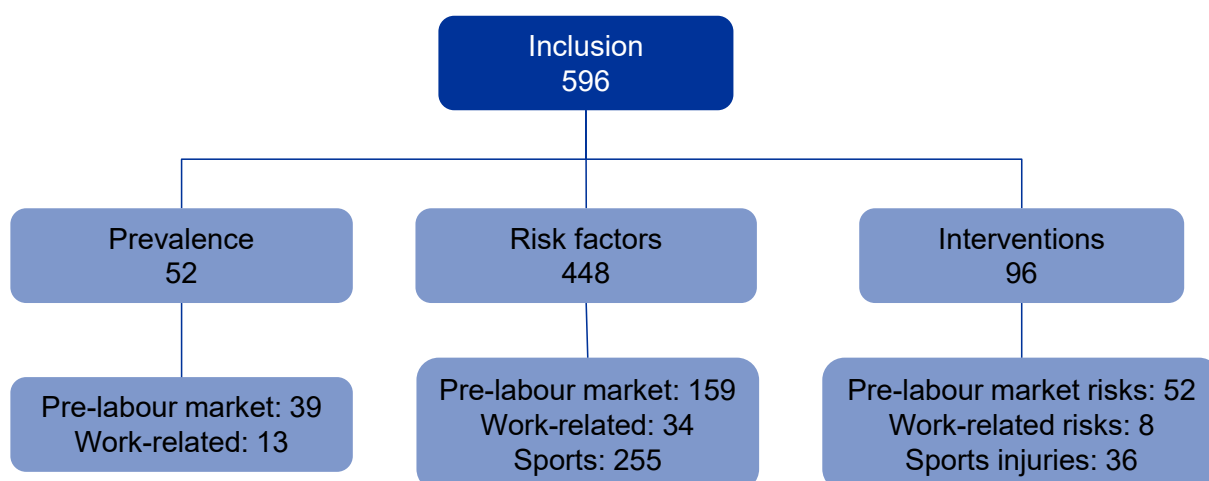 Inclusion
596
Prevalence
52
Risk factors
448
Interventions
96
Pre-labour market: 39
Work-related: 13
Pre-labour market: 159
Work-related: 34
Sports: 255
Pre-labour market risks: 52
Work-related risks: 8
Sports injuries: 36